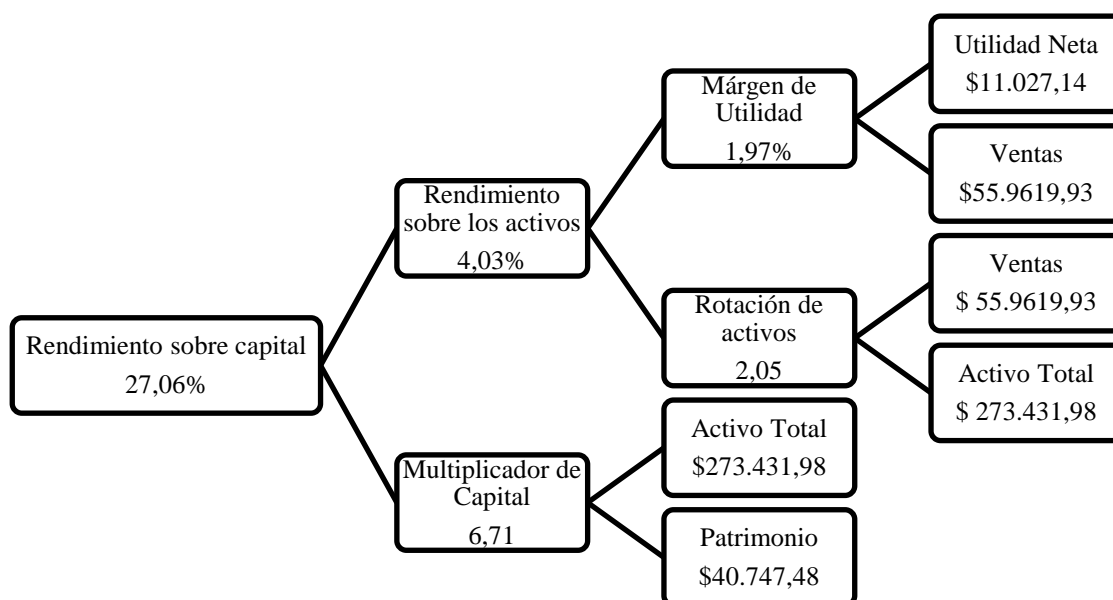 Utilidad Neta
$11.027,14
Márgen de
Utilidad
1,97%
Ventas
$55.9619,93
Rendimiento
sobre los activos
4,03%
Ventas
$ 55.9619,93
Rotación de
activos
2,05
Rendimiento sobre capital
27,06%
Activo Total
$ 273.431,98
Activo Total
$273.431,98
Multiplicador de
Capital
6,71
Patrimonio
$40.747,48